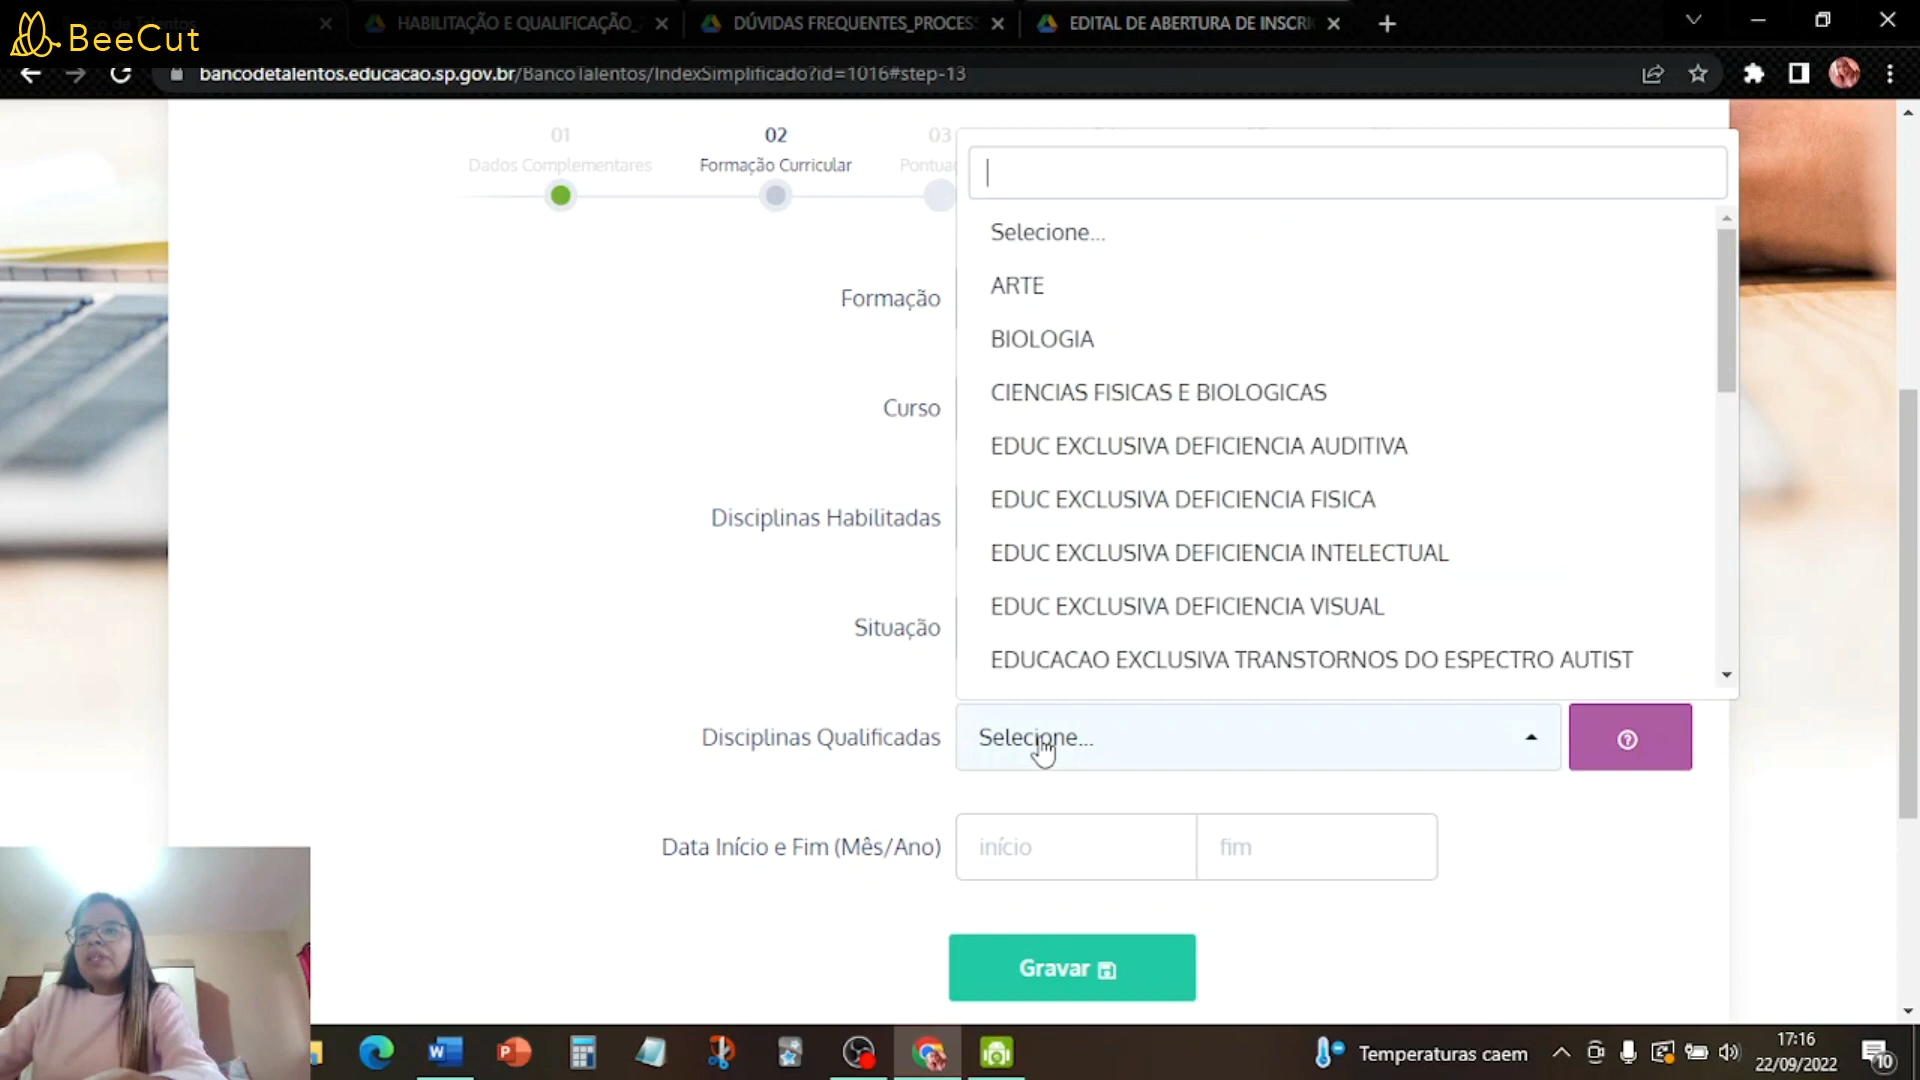 BeeCut
HABILITAÇÃO E QUALIFICAÇÃO_
DÚVIDAS FREQUENTES_PROCES
EDITAL DE ABERTURA DE INSCRI
bancodetalentos.educacao.sp.gov.br/BancoTalentos/IndexSimplificado?id=1016#step-13
01
02
03
Dados Complementares
Formação Curricular
Pontua
Selecione...
ARTE
BIOLOGIA
Formação
CIENCIAS FISICAS E BIOLOGICAS
Curso
EDUC EXCLUSIVA DEFICIENCIA AUDITIVA
EDUC EXCLUSIVA DEFICIENCIA FISICA
Disciplinas Habilitadas
EDUC EXCLUSIVA DEFICIENCIA INTELECTUAL
EDUC EXCLUSIVA DEFICIENCIA VISUAL
Situação
EDUCACAO EXCLUSIVA TRANSTORNOS DO ESPECTRO AUTIST
Disciplinas Qualificadas
Selecione...
Data Início e Fim (Mês/Ano)
início
fim
Gravar
Temperaturas caem
17:16
22/09/2022
10